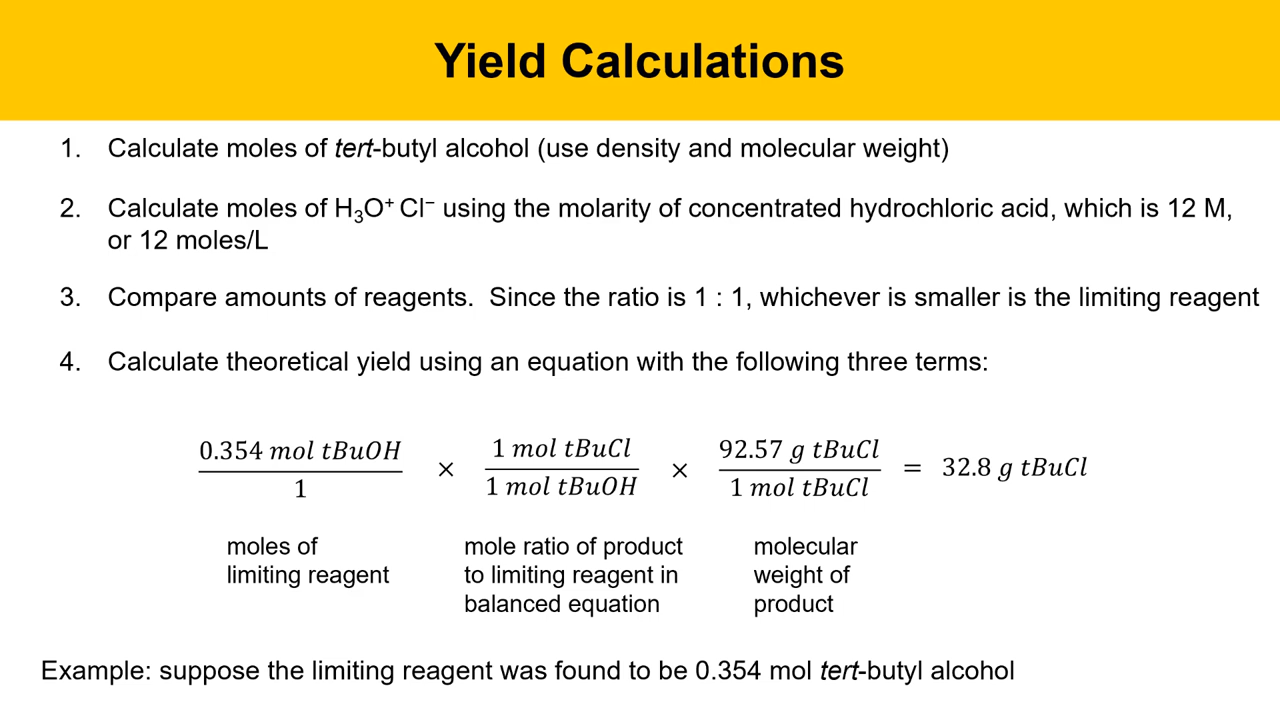 Yield Calculations
1. Calculate moles of tert-butyl alcohol (use density and molecular weight)
2. Calculate moles of H₃O⁺ Cl⁻ using the molarity of concentrated hydrochloric acid, which is 12 M,
or 12 moles/L
3. Compare amounts of reagents.  Since the ratio is 1 : 1, whichever is smaller is the limiting reagent
4. Calculate theoretical yield using an equation with the following three terms:
0.354 mol tBuOH / 1 × 1 mol tBuCl / 1 mol tBuOH × 92.57 g tBuCl / 1 mol tBuCl = 32.8 g tBuCl
moles of
limiting reagent
mole ratio of product
to limiting reagent in
balanced equation
molecular
weight of
product
Example: suppose the limiting reagent was found to be 0.354 mol tert-butyl alcohol